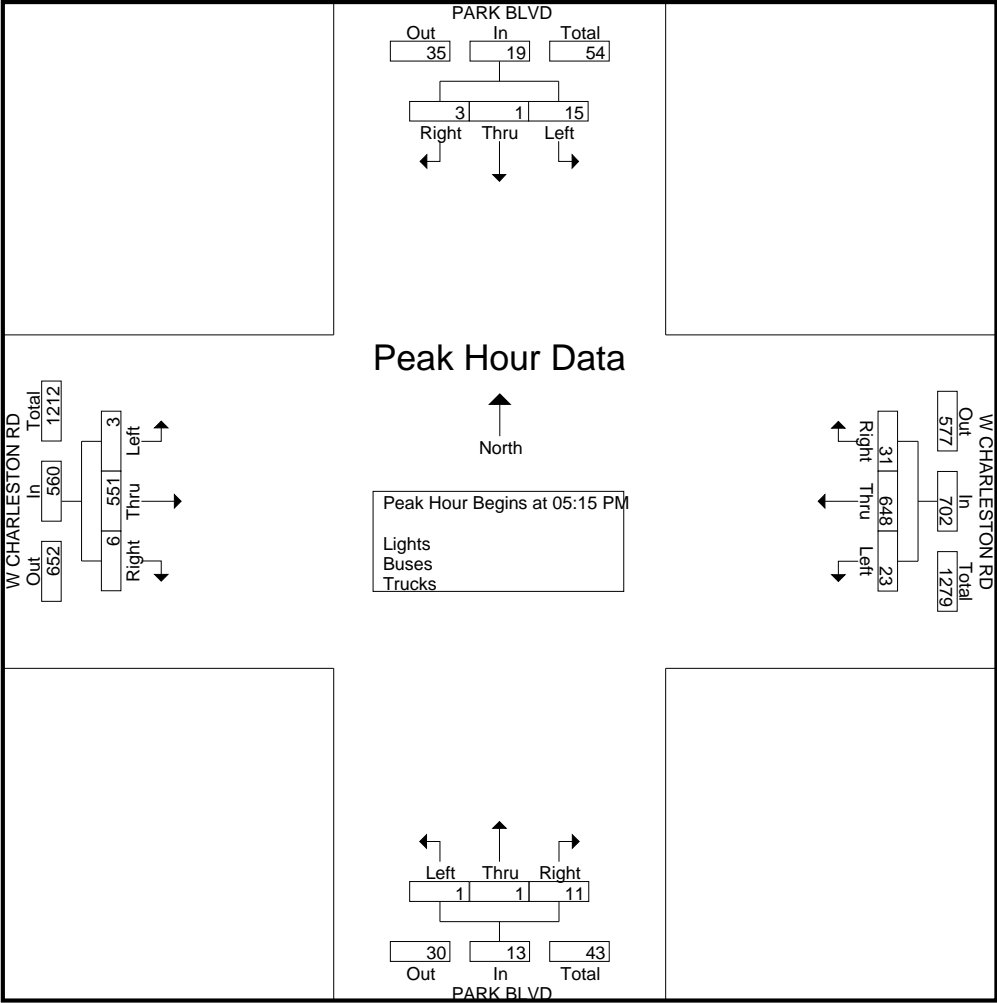 PARK BLVD
Out In Total
35 19 54
3 1 15
Right Thru Left
Peak Hour Data
North
Peak Hour Begins at 05:15 PM
Lights
Buses
Trucks
W CHARLESTON RD
Total In Out
1212 560 652
3 551 6
Left Thru Right
Right Thru Left
31 648 23
577 702 1279
Out In Total
W CHARLESTON RD
Left Thru Right
1 1 11
30 13 43
Out In Total
PARK BLVD